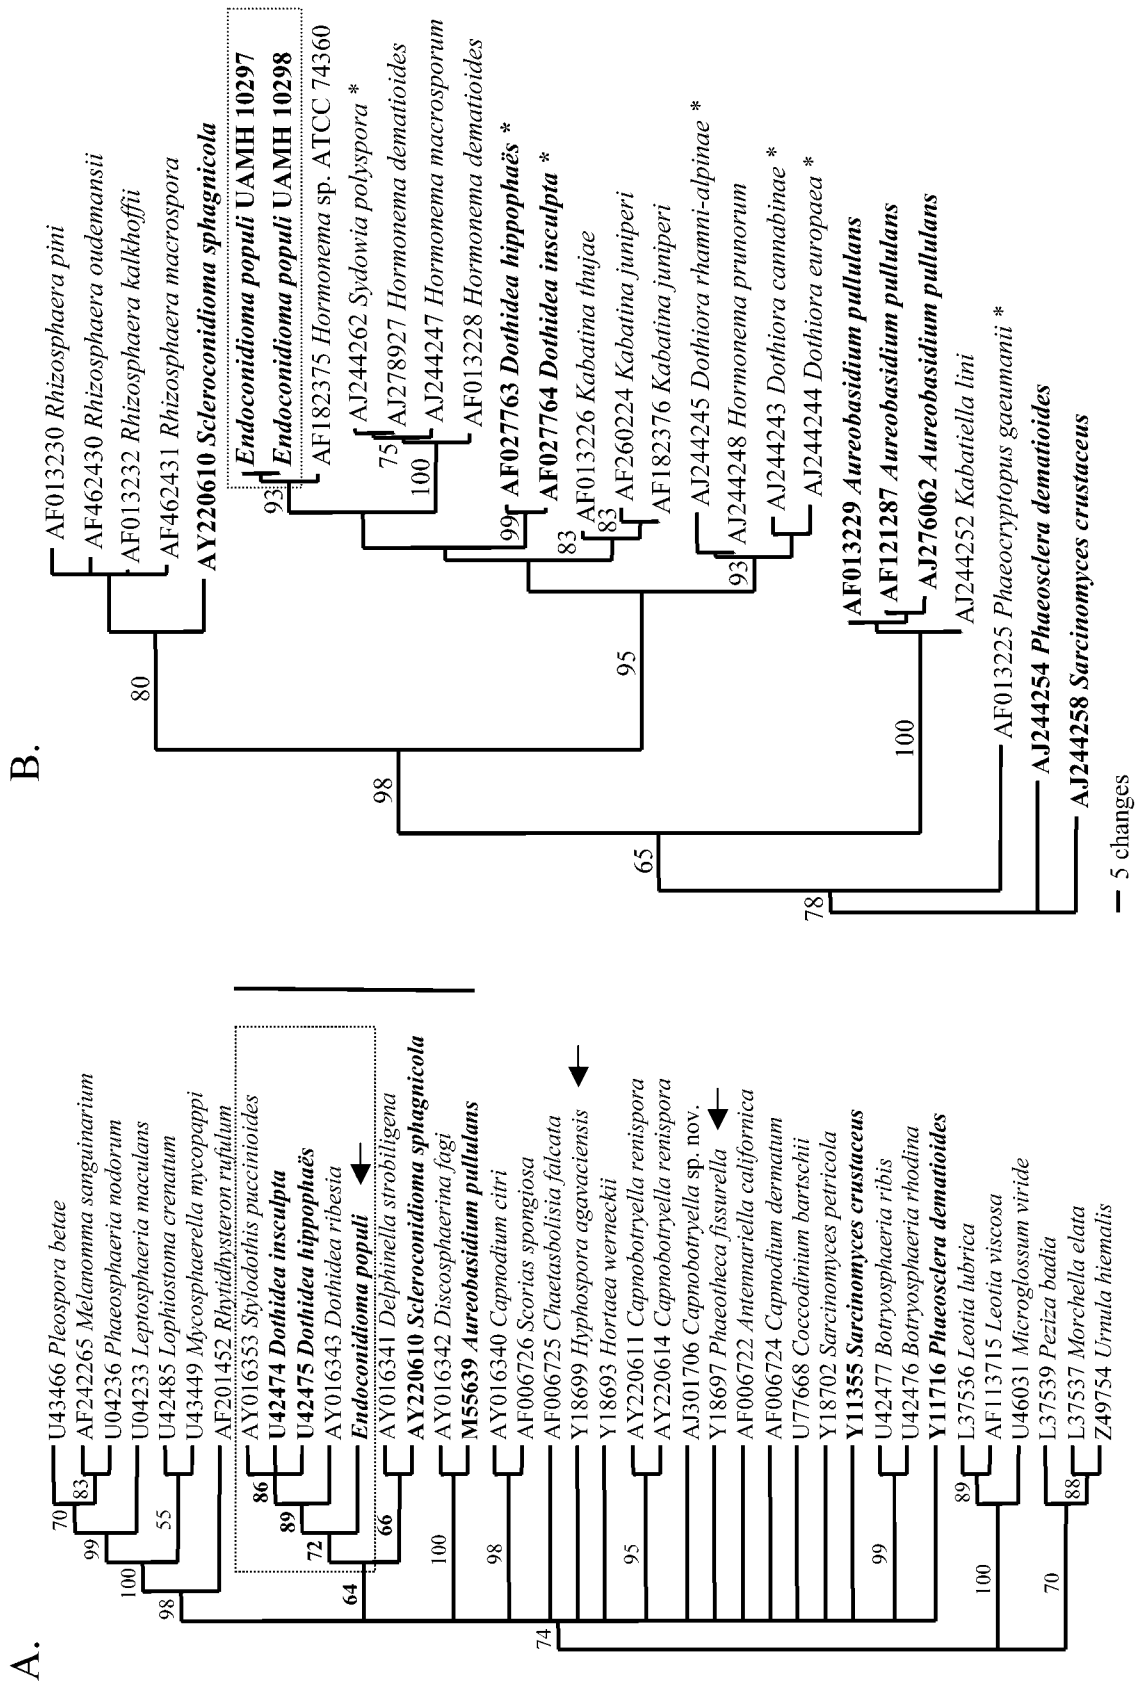 A.
U43466 Pleospora betae
AF242265 Melanomma sanguinarium
U04236 Phaeosphaeria nodorum
U04233 Leptosphaeria maculans
U42485 Lophiostoma crenatum
U43449 Mycosphaerella mycopappi
AF201452 Rhytidhysteron rufulum
AY016353 Stylodothis puccinioides
U42474 Dothidea insculpta
U42475 Dothidea hippophaës
AY016343 Dothidea ribesia
Endoconidioma populi
AY016341 Delphinella strobiligena
AY220610 Scleroconidioma sphagnicola
AY016342 Discosphaerina fagi
M55639 Aureobasidium pullulans
AY016340 Capnodium citri
AF006726 Scorias spongiosa
AF006725 Chaetasbolisia falcata
Y18699 Hyphospora agavaciensis
Y18693 Hortaea werneckii
AY220611 Capnobotryella renispora
AY220614 Capnobotryella renispora
AJ301706 Capnobotryella sp. nov.
Y18697 Phaeotheca fissurella
AF006722 Antennariella californica
AF006724 Capnodium dermatum
U77668 Coccodinium bartschii
Y18702 Sarcinomyces petricola
Y11355 Sarcinomyces crustaceus
U42477 Botryosphaeria ribis
U42476 Botryosphaeria rhodina
Y11716 Phaeosclera dematioides
L37536 Leotia lubrica
AF113715 Leotia viscosa
U46031 Microglossum viride
L37539 Peziza badia
L37537 Morchella elata
Z49754 Urnula hiemalis
70
83
99
100
55
98
86
89
72
64
66
100
98
74
95
99
89
100
70
88
B.
AF013230 Rhizosphaera pini
AF462430 Rhizosphaera oudemansii
AF013232 Rhizosphaera kalkhoffii
AF462431 Rhizosphaera macrospora
AY220610 Scleroconidioma sphagnicola
Endoconidioma populi UAMH 10297
Endoconidioma populi UAMH 10298
AF182375 Hormonema sp. ATCC 74360
AJ244262 Sydowia polyspora *
AJ278927 Hormonema dematioides
AJ244247 Hormonema macrosporum
AF013228 Hormonema dematioides
AF027763 Dothidea hippophaës *
AF027764 Dothidea insculpta *
AF013226 Kabatina thujae
AF260224 Kabatina juniperi
AF182376 Kabatina juniperi
AJ244245 Dothiora rhamni-alpinae *
AJ244248 Hormonema prunorum
AJ244243 Dothiora cannabinae *
AJ244244 Dothiora europaea *
AF013229 Aureobasidium pullulans
AF121287 Aureobasidium pullulans
AJ276062 Aureobasidium pullulans
AJ244252 Kabatiella lini
AF013225 Phaeocryptopus gaeumanii *
AJ244254 Phaeosclera dematioides
AJ244258 Sarcinomyces crustaceus
80
93
75
100
99
83
83
93
95
98
100
65
78
5 changes